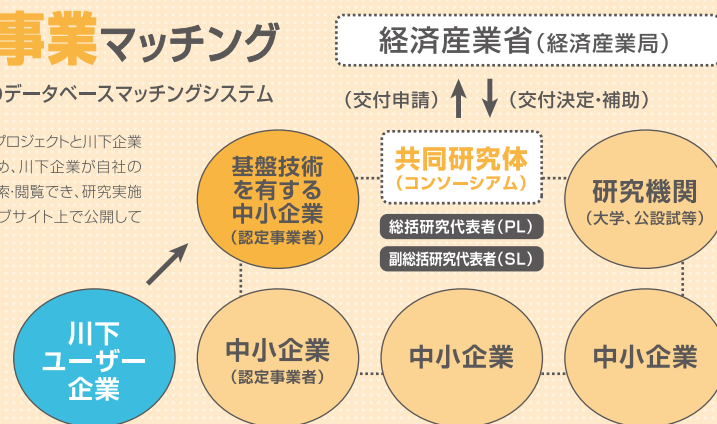 事業マッチング
のデータベースマッチングシステム
プロジェクトと川下企業
め、川下企業が自社の
索・閲覧でき、研究実施
ブサイト上で公開して
経済産業省(経済産業局)
(交付申請)
(交付決定・補助)
基盤技術
を有する
中小企業
(認定事業者)
共同研究体
(コンソーシアム)
総括研究代表者(PL)
副総括研究代表者(SL)
研究機関
(大学、公設試等)
川下
ユーザー
企業
中小企業
(認定事業者)
中小企業
中小企業